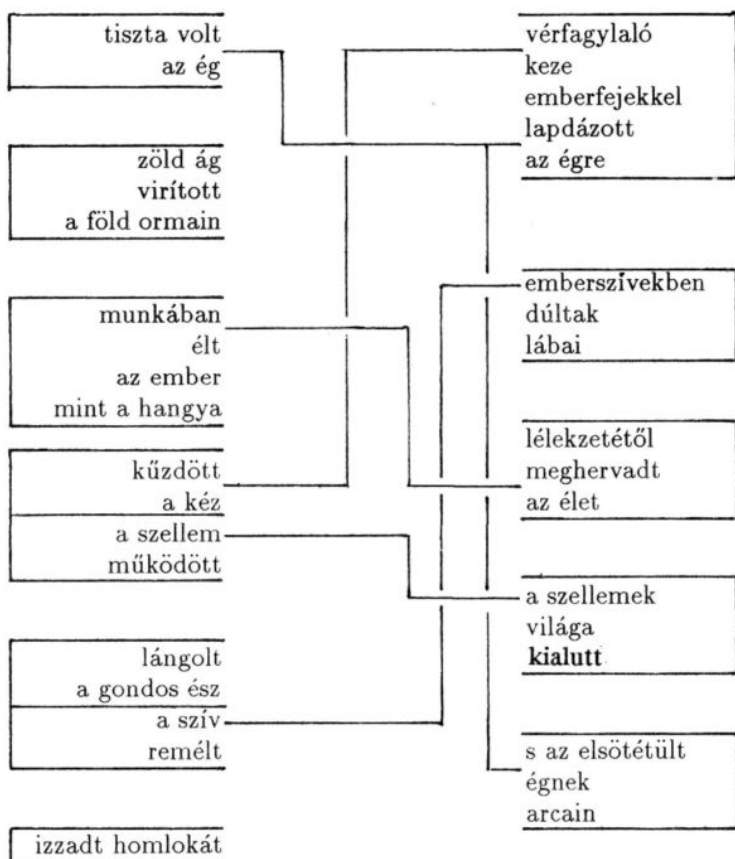 tiszta volt
az ég
zöld ág
virított
a föld ormain
munkában
élt
az ember
mint a hangya
kűzdött
a kéz
a szellem
működött
lángolt
a gondos ész
a szív
remélt
izzadt homlokát
vérfagylaló
keze
emberfejekkel
lapdázott
az égre
emberszívekben
dúltak
lábai
lélekzetétől
meghervadt
az élet
a szellemek
világa
kialutt
s az elsötétült
égnek
arcain